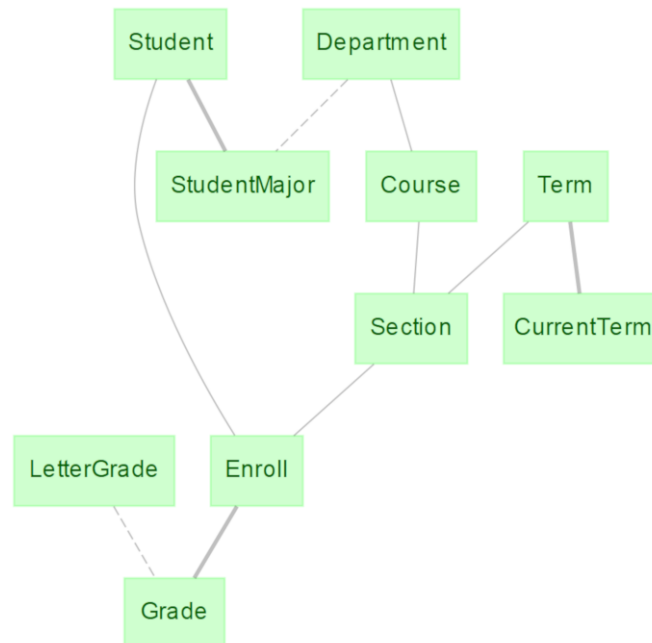 Student
Department
StudentMajor
Course
Term
Section
CurrentTerm
LetterGrade
Enroll
Grade